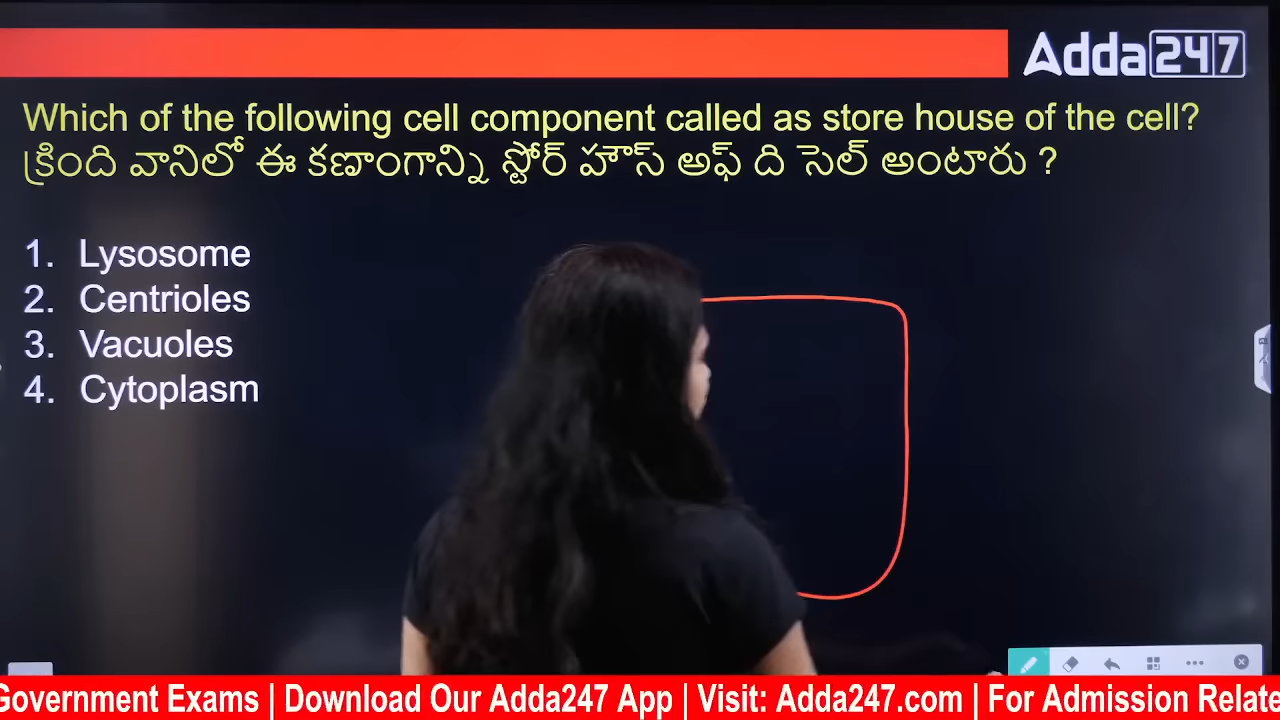 Adda247
Which of the following cell component called as store house of the cell?
క్రింది వానిలో ఈ కణాంగాన్ని స్టోర్ హౌస్ అఫ్ ది సెల్ అంటారు ?
1. Lysosome
2. Centrioles
3. Vacuoles
4. Cytoplasm
Government Exams | Download Our Adda247 App | Visit: Adda247.com | For Admission Relate